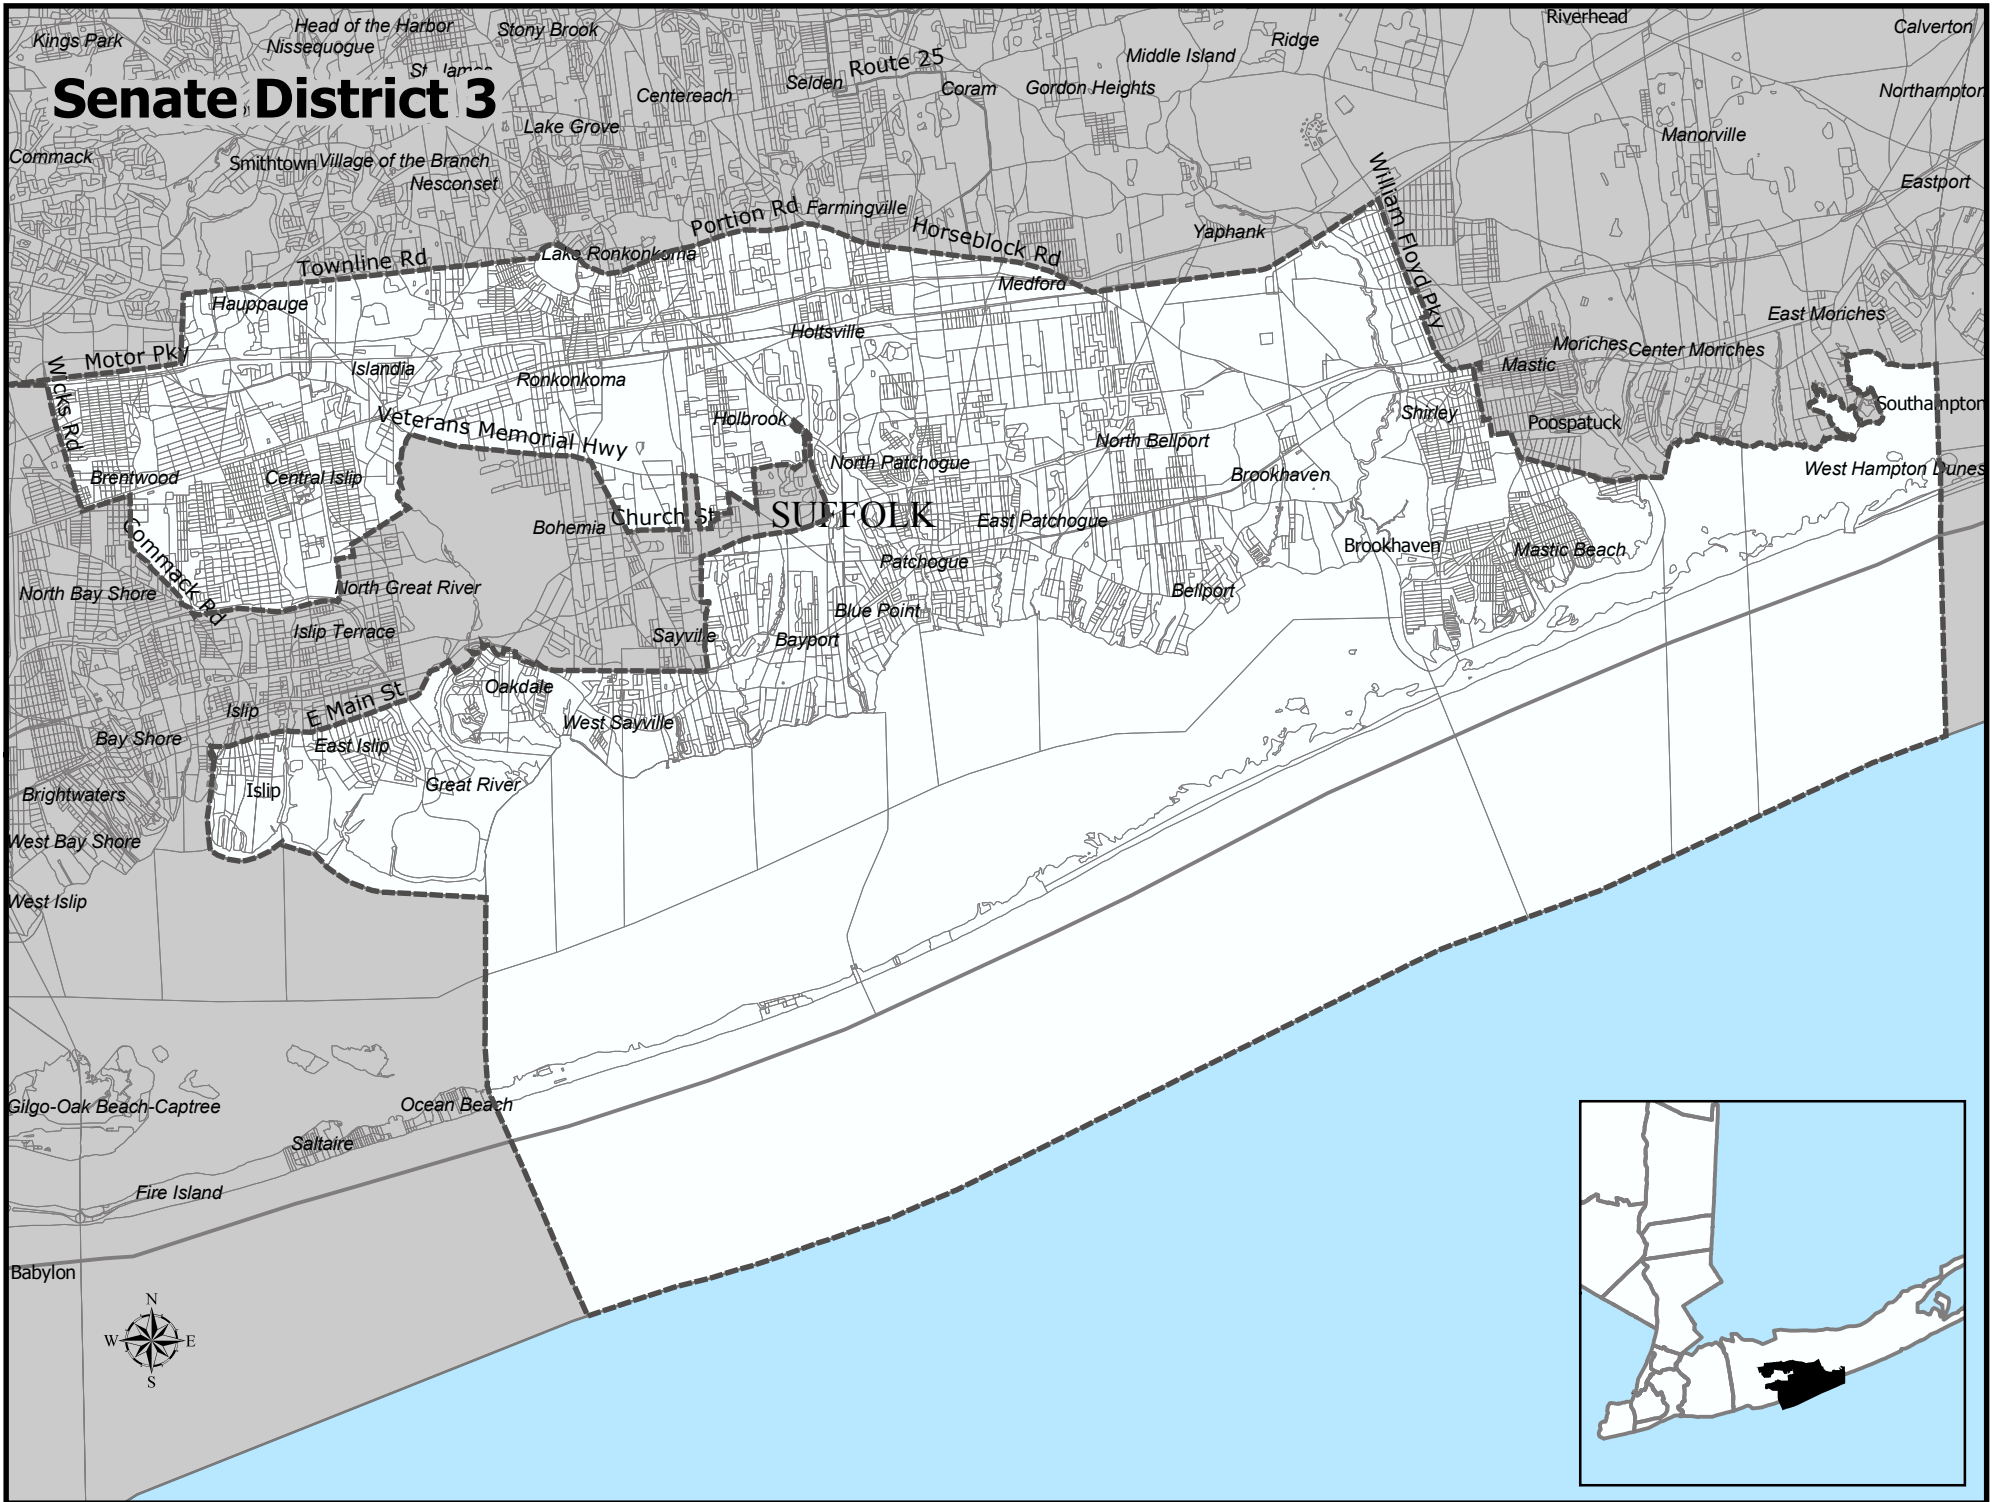 Head of the Harbor
Stony Brook
Riverhead
Calverton
Kings Park
Nissequogue
Middle Island
Ridge
St. James
Route 25
Selden
Senate District 3
Centereach
Coram
Gordon Heights
Northampton
Lake Grove
Manorville
Commack
Smithtown
Village of the Branch
Nesconset
Eastport
William Floyd Pky
Portion Rd
Farmingville
Horseblock Rd
Yaphank
Townline Rd
Lake Ronkonkoma
Medford
Hauppauge
East Moriches
Holtsville
Motor Pky
Moriches
Center Moriches
Wicks Rd
Islandia
Mastic
Ronkonkoma
Southampton
Veterans Memorial Hwy
Holbrook
Shirley
Poospatuck
North Bellport
North Patchogue
Brentwood
Central Islip
Brookhaven
West Hampton Dunes
Commack Rd
Bohemia
Church St
SUFFOLK
East Patchogue
Brookhaven
Mastic Beach
Patchogue
North Bay Shore
North Great River
Bellport
Blue Point
Islip Terrace
Sayville
Bayport
Oakdale
E Main St
Islip
West Sayville
Bay Shore
East Islip
Islip
Great River
Brightwaters
West Bay Shore
West Islip
Gilgo-Oak Beach-Captree
Ocean Beach
Saltaire
Fire Island
Babylon
N
W
E
S